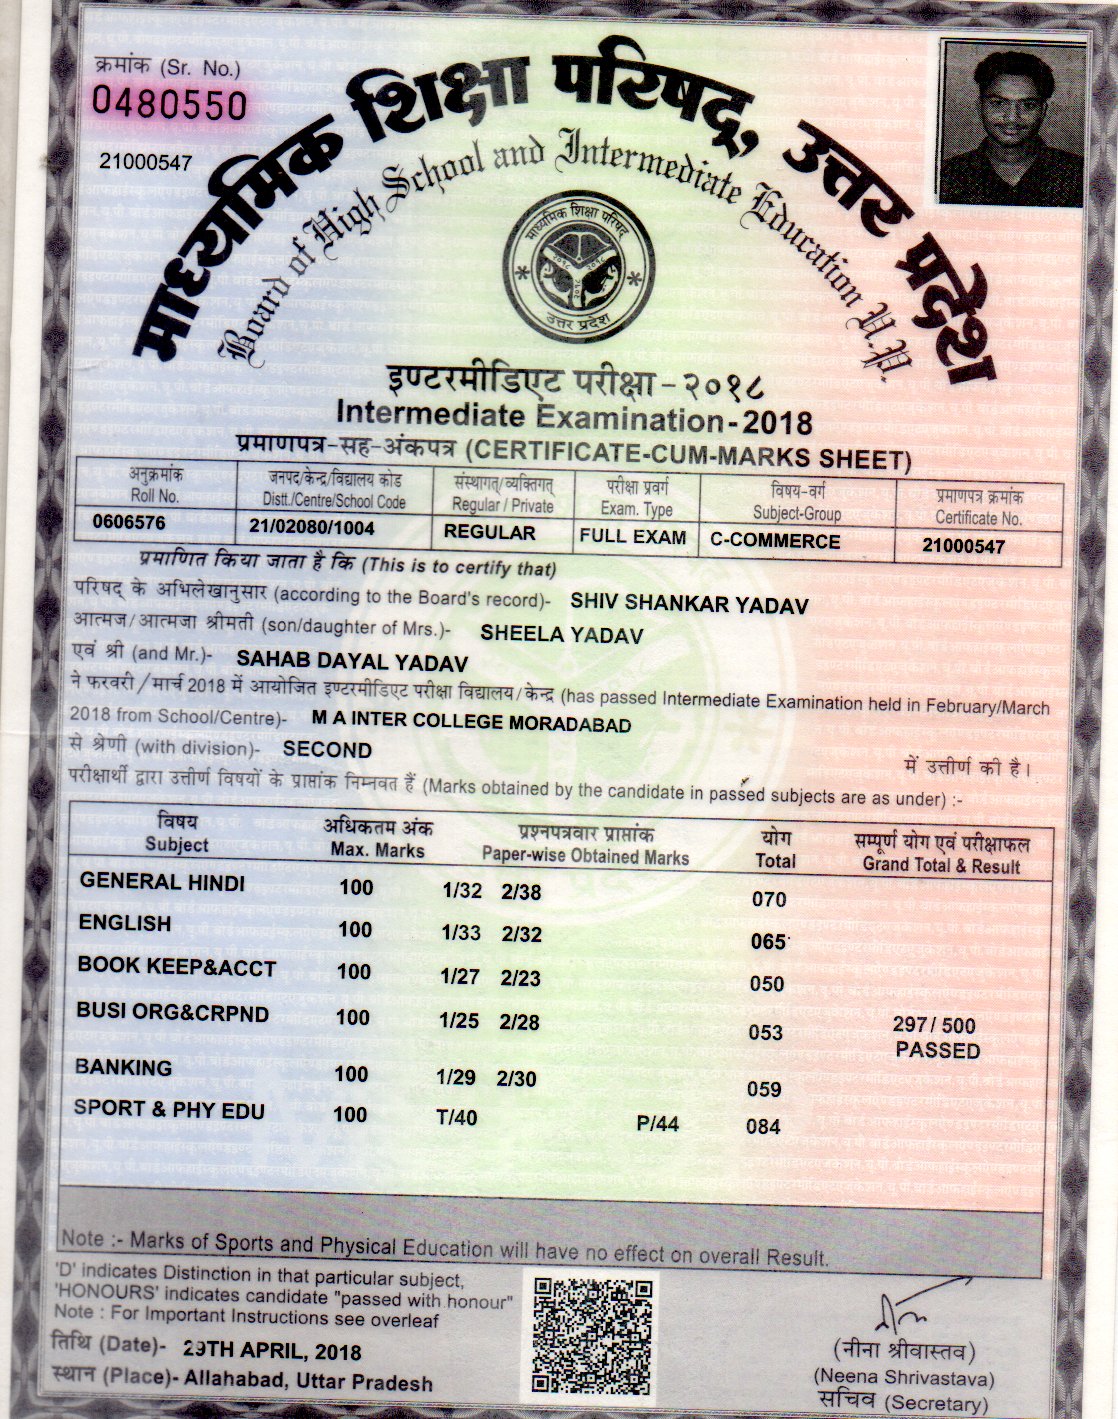 क्रमांक (Sr. No.)
0480550
21000547
माध्यमिक शिक्षा परिषद्, उत्तर प्रदेश
Board of High School and Intermediate Education U.P.
माध्यमिक शिक्षा परिषद्
उत्तर प्रदेश
इण्टरमीडिएट परीक्षा-२०१८
Intermediate Examination-2018
प्रमाणपत्र-सह-अंकपत्र (CERTIFICATE-CUM-MARKS SHEET)
अनुक्रमांक जनपद/केन्द्र/विद्यालय कोड संस्थागत/व्यक्तिगत् परीक्षा प्रवर्ग विषय-वर्ग प्रमाणपत्र क्रमांक
Roll No. Distt./Centre/School Code Regular / Private Exam. Type Subject-Group Certificate No.
0606576 21/02080/1004 REGULAR FULL EXAM C-COMMERCE 21000547
प्रमाणित किया जाता है कि (This is to certify that)
परिषद् के अभिलेखानुसार (according to the Board's record)- SHIV SHANKAR YADAV
आत्मज/आत्मजा श्रीमती (son/daughter of Mrs.)- SHEELA YADAV
एवं श्री (and Mr.)- SAHAB DAYAL YADAV
ने फरवरी/मार्च 2018 में आयोजित इण्टरमीडिएट परीक्षा विद्यालय/केन्द्र (has passed Intermediate Examination held in February/March
2018 from School/Centre)- M A INTER COLLEGE MORADABAD
से श्रेणी (with division)- SECOND में उत्तीर्ण की है।
परीक्षार्थी द्वारा उत्तीर्ण विषयों के प्राप्तांक निम्नवत हैं (Marks obtained by the candidate in passed subjects are as under) :-
विषय अधिकतम अंक प्रश्नपत्रवार प्राप्तांक योग सम्पूर्ण योग एवं परीक्षाफल
Subject Max. Marks Paper-wise Obtained Marks Total Grand Total & Result
GENERAL HINDI 100 1/32 2/38 070
ENGLISH 100 1/33 2/32 065
BOOK KEEP&ACCT 100 1/27 2/23 050
BUSI ORG&CRPND 100 1/25 2/28 053 297/500
PASSED
BANKING 100 1/29 2/30 059
SPORT & PHY EDU 100 T/40 P/44 084
Note :- Marks of Sports and Physical Education will have no effect on overall Result.
'D' indicates Distinction in that particular subject,
'HONOURS' indicates candidate "passed with honour"
Note : For Important Instructions see overleaf
तिथि (Date)- 29TH APRIL, 2018
स्थान (Place)- Allahabad, Uttar Pradesh
(नीना श्रीवास्तव)
(Neena Shrivastava)
सचिव (Secretary)